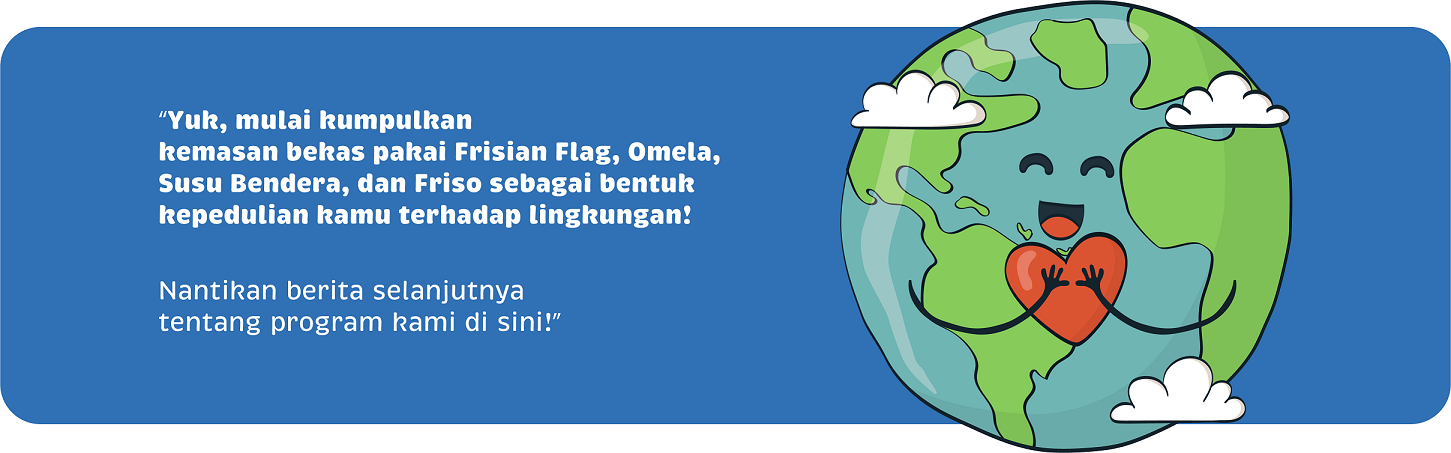 “Yuk, mulai kumpulkan
kemasan bekas pakai Frisian Flag, Omela,
Susu Bendera, dan Friso sebagai bentuk
kepedulian kamu terhadap lingkungan!
Nantikan berita selanjutnya
tentang program kami di sini!”